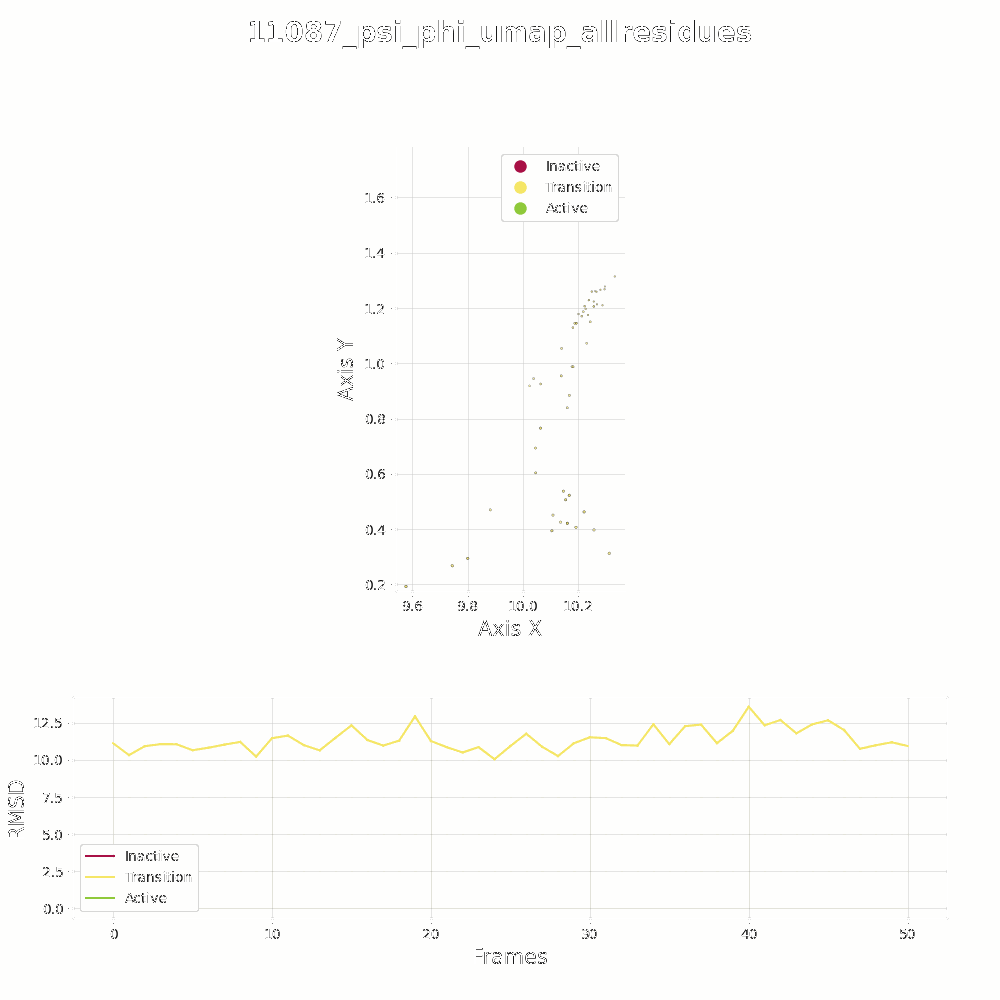 11087_psi_phi_umap_allresidues
Inactive
Transition
Active
1.6
1.4
1.2
1.0
0.8
0.6
0.4
0.2
Axis Y
9.6 9.8 10.0 10.2
Axis X
12.5
10.0
7.5
5.0
2.5
0.0
RMSD
Inactive
Transition
Active
0 10 20 30 40 50
Frames